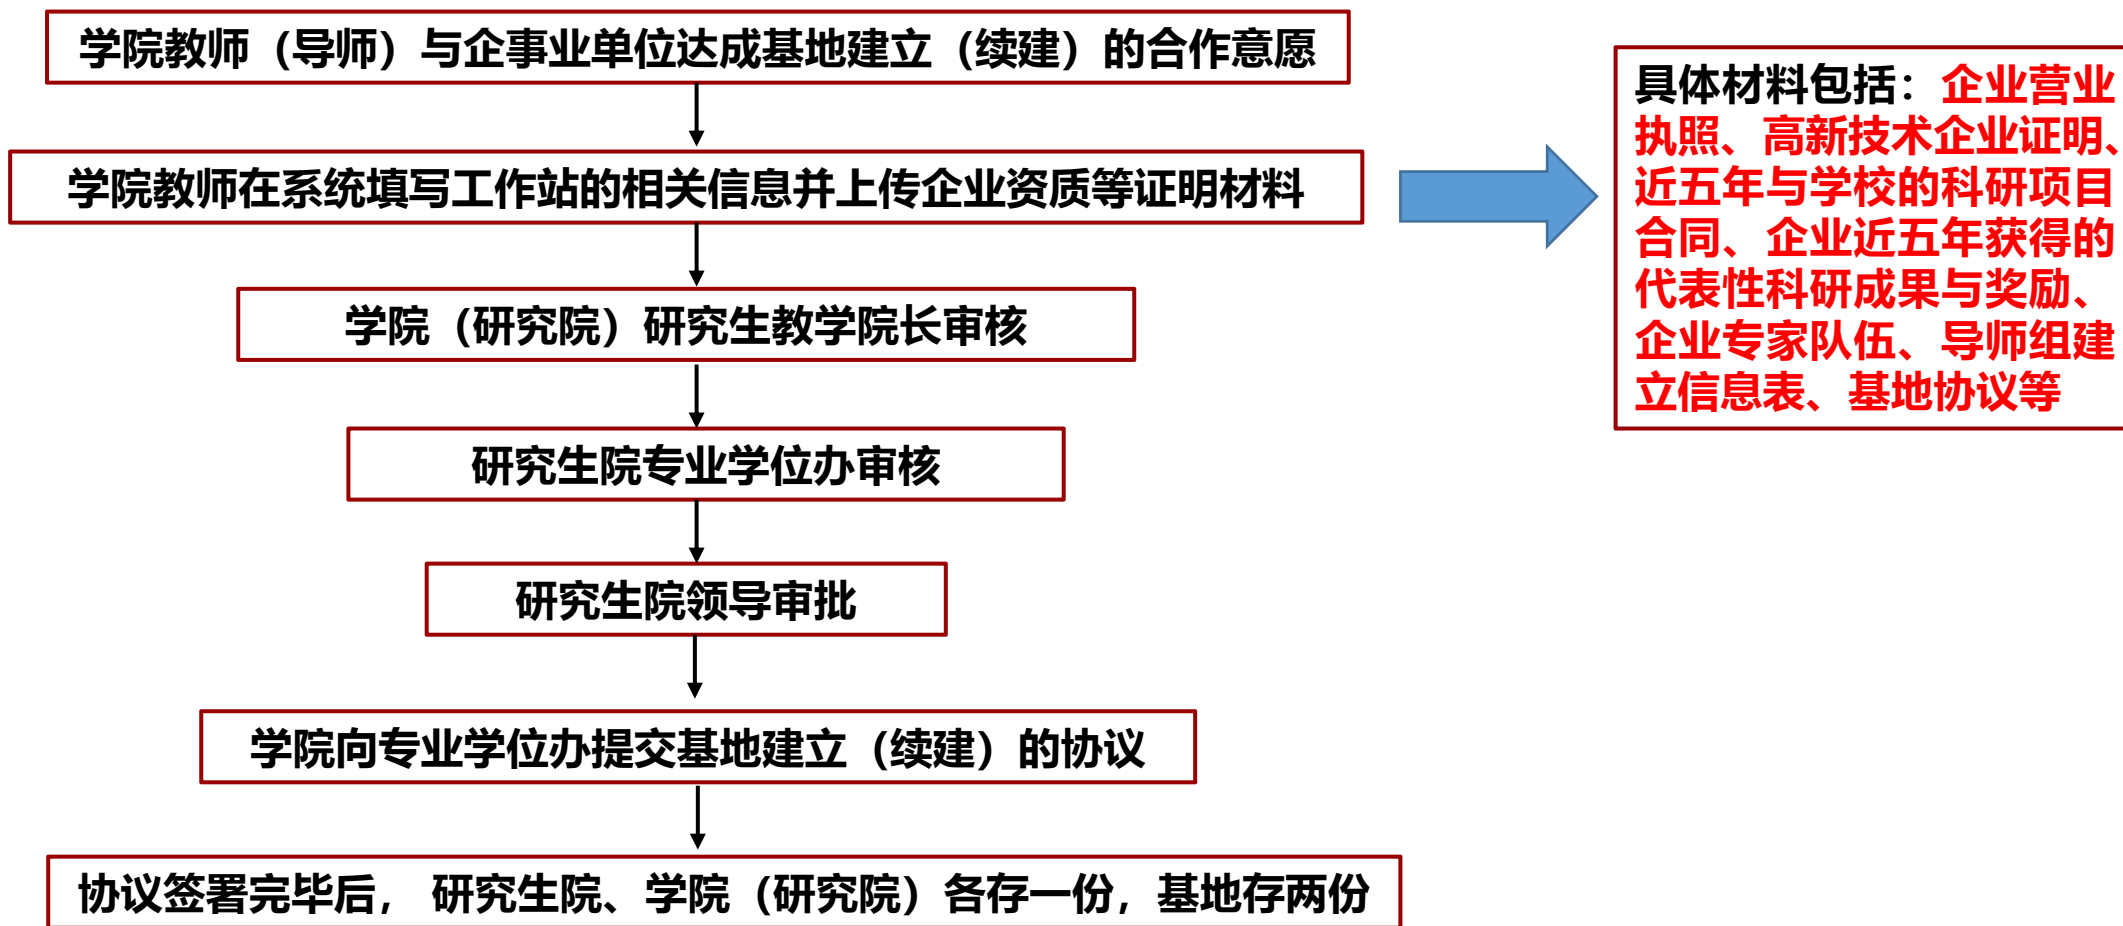 学院教师（导师）与企事业单位达成基地建立（续建）的合作意愿
学院教师在系统填写工作站的相关信息并上传企业资质等证明材料
学院（研究院）研究生教学院长审核
研究生院专业学位办审核
研究生院领导审批
学院向专业学位办提交基地建立（续建）的协议
协议签署完毕后， 研究生院、学院（研究院）各存一份，基地存两份
具体材料包括：企业营业
执照、高新技术企业证明、
近五年与学校的科研项目
合同、企业近五年获得的
代表性科研成果与奖励、
企业专家队伍、导师组建
立信息表、基地协议等